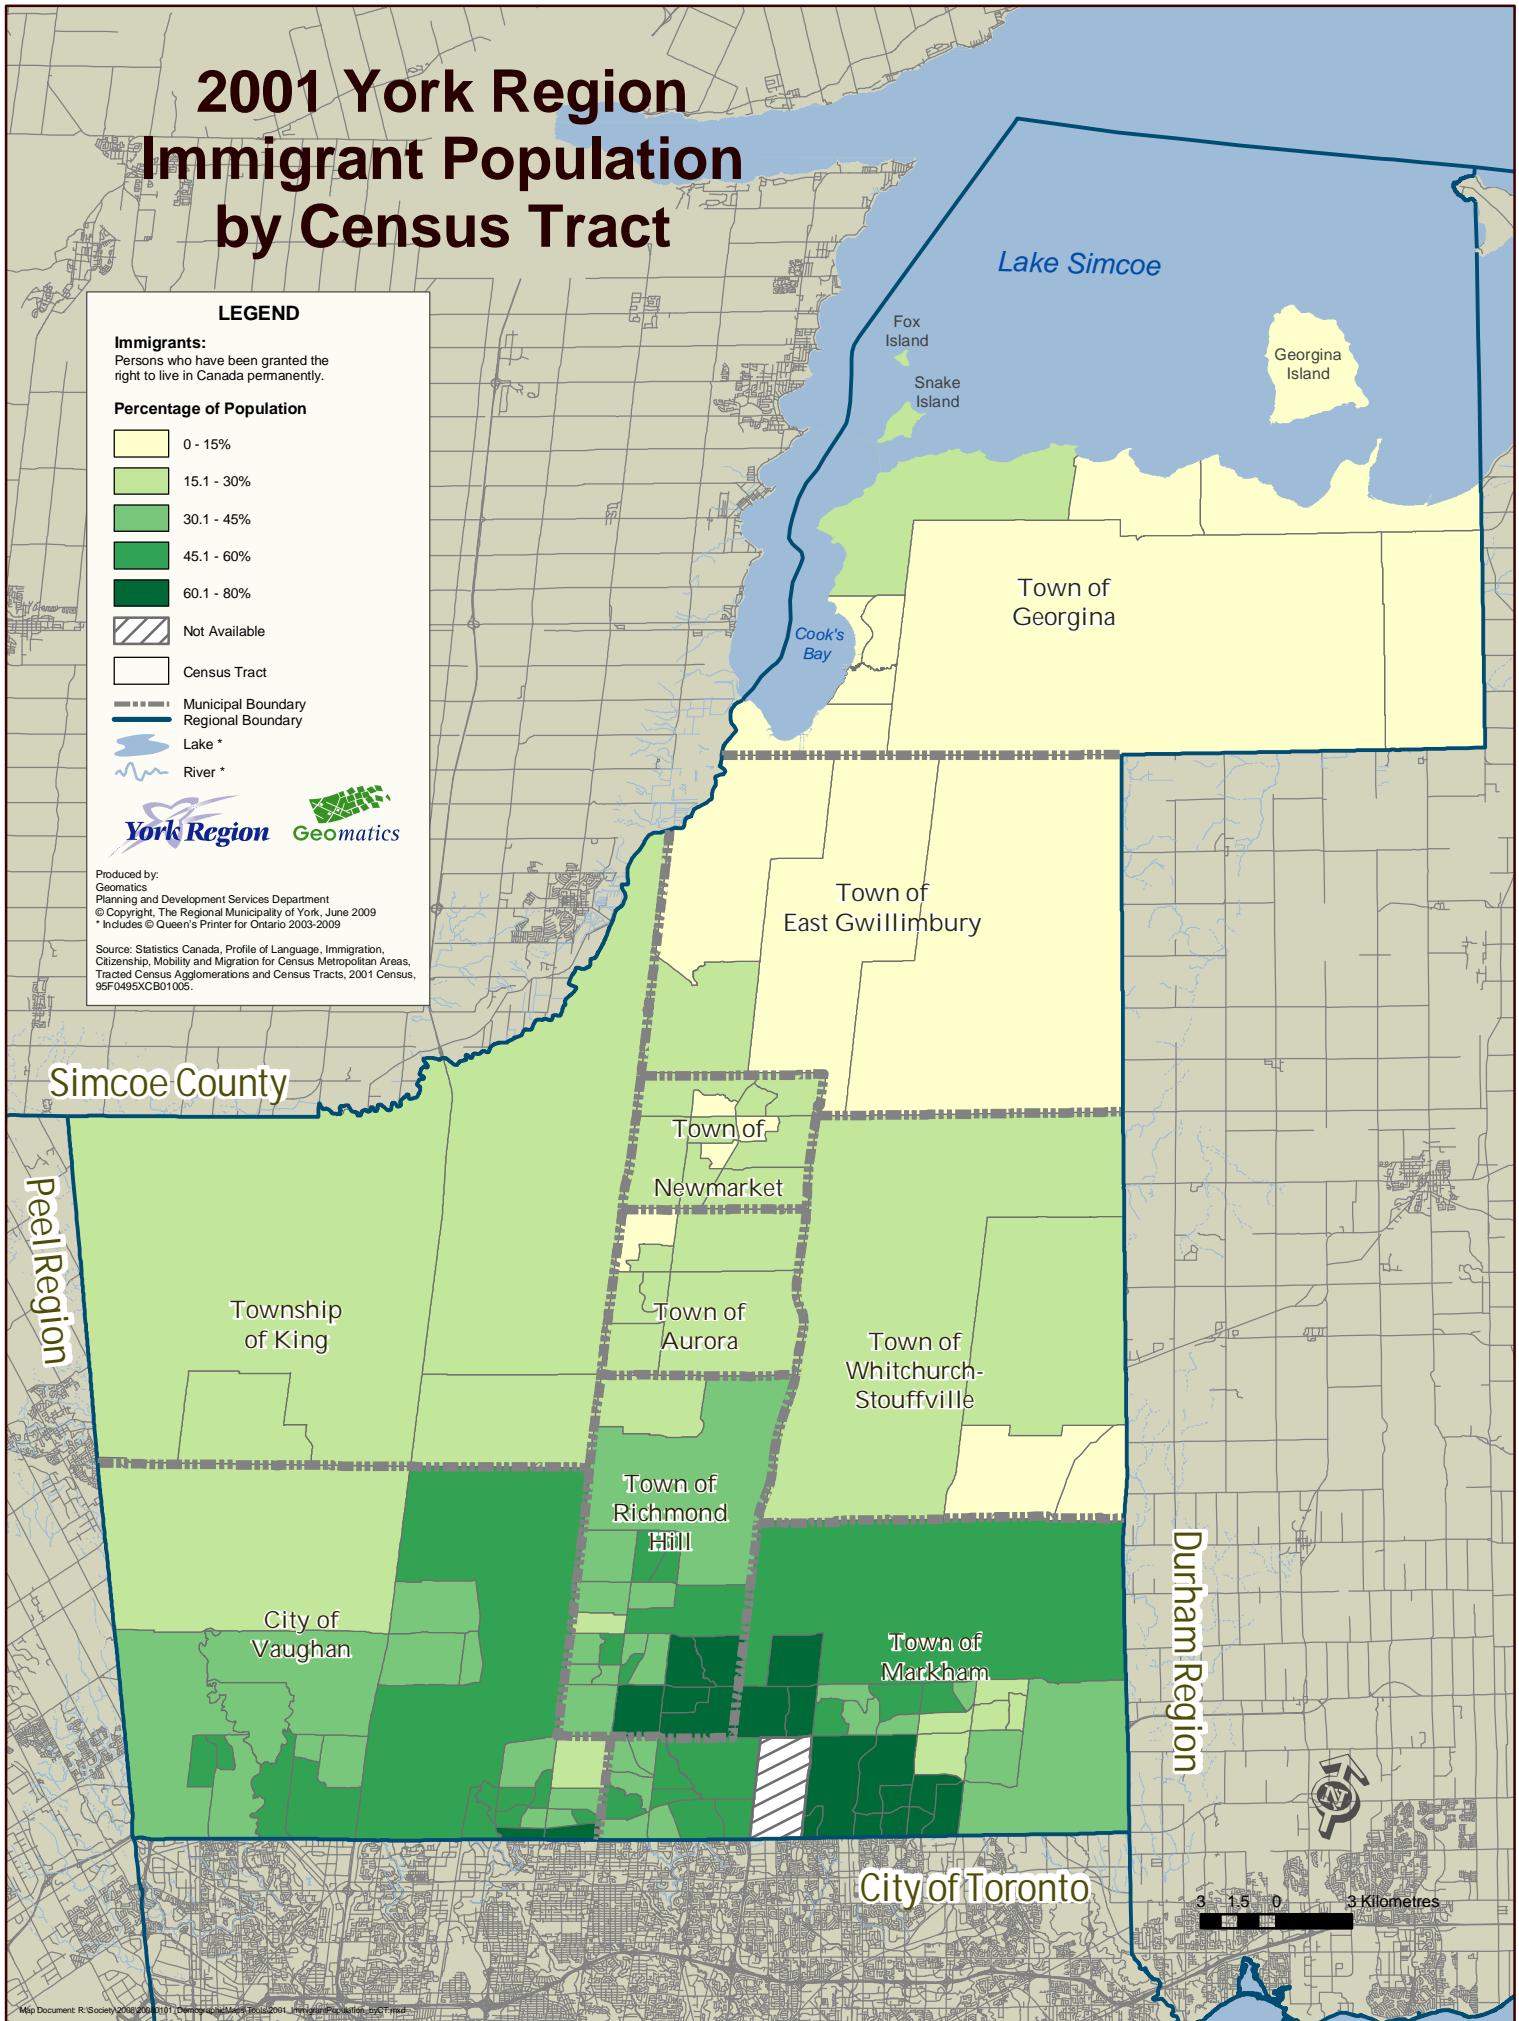 2001 York Region
Immigrant Population
by Census Tract
LEGEND
Immigrants:
Persons who have been granted the
right to live in Canada permanently.
Percentage of Population
0 - 15%
15.1 - 30%
30.1 - 45%
45.1 - 60%
60.1 - 80%
Not Available
Census Tract
Municipal Boundary
Regional Boundary
Lake *
River *
York Region
Geomatics
Produced by:
Geomatics
Planning and Development Services Department
© Copyright, The Regional Municipality of York, June 2009
* Includes © Queen's Printer for Ontario 2003-2009
Source: Statistics Canada, Profile of Language, Immigration,
Citizenship, Mobility and Migration for Census Metropolitan Areas,
Tracted Census Agglomerations and Census Tracts, 2001 Census,
95F0495XCB01005.
Lake Simcoe
Fox
Island
Snake
Island
Georgina
Island
Town of
Georgina
Cook's
Bay
Town of
East Gwillimbury
Simcoe County
Peel Region
Town of
Newmarket
Township
of King
Town of
Aurora
Town of
Whitchurch-
Stouffville
Town of
Richmond
Hill
City of
Vaughan
Town of
Markham
Durham Region
N
City of Toronto
3 1.5 0 3 Kilometres
Map Document: R:\Society\2008\20080101_DemographicMaps\Tools\2001_ImmigrantPopulation_byCT.mxd